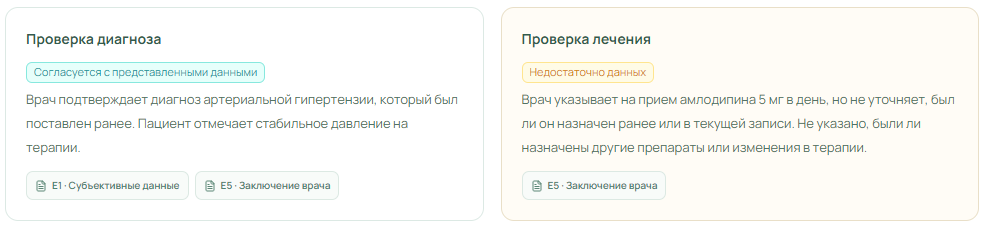 Проверка диагноза
Согласуется с представленными данными
Врач подтверждает диагноз артериальной гипертензии, который был
поставлен ранее. Пациент отмечает стабильное давление на
терапии.
E1 · Субъективные данные
E5 · Заключение врача
Проверка лечения
Недостаточно данных
Врач указывает на прием амлодипина 5 мг в день, но не уточняет, был
ли он назначен ранее или в текущей записи. Не указано, были ли
назначены другие препараты или изменения в терапии.
E5 · Заключение врача